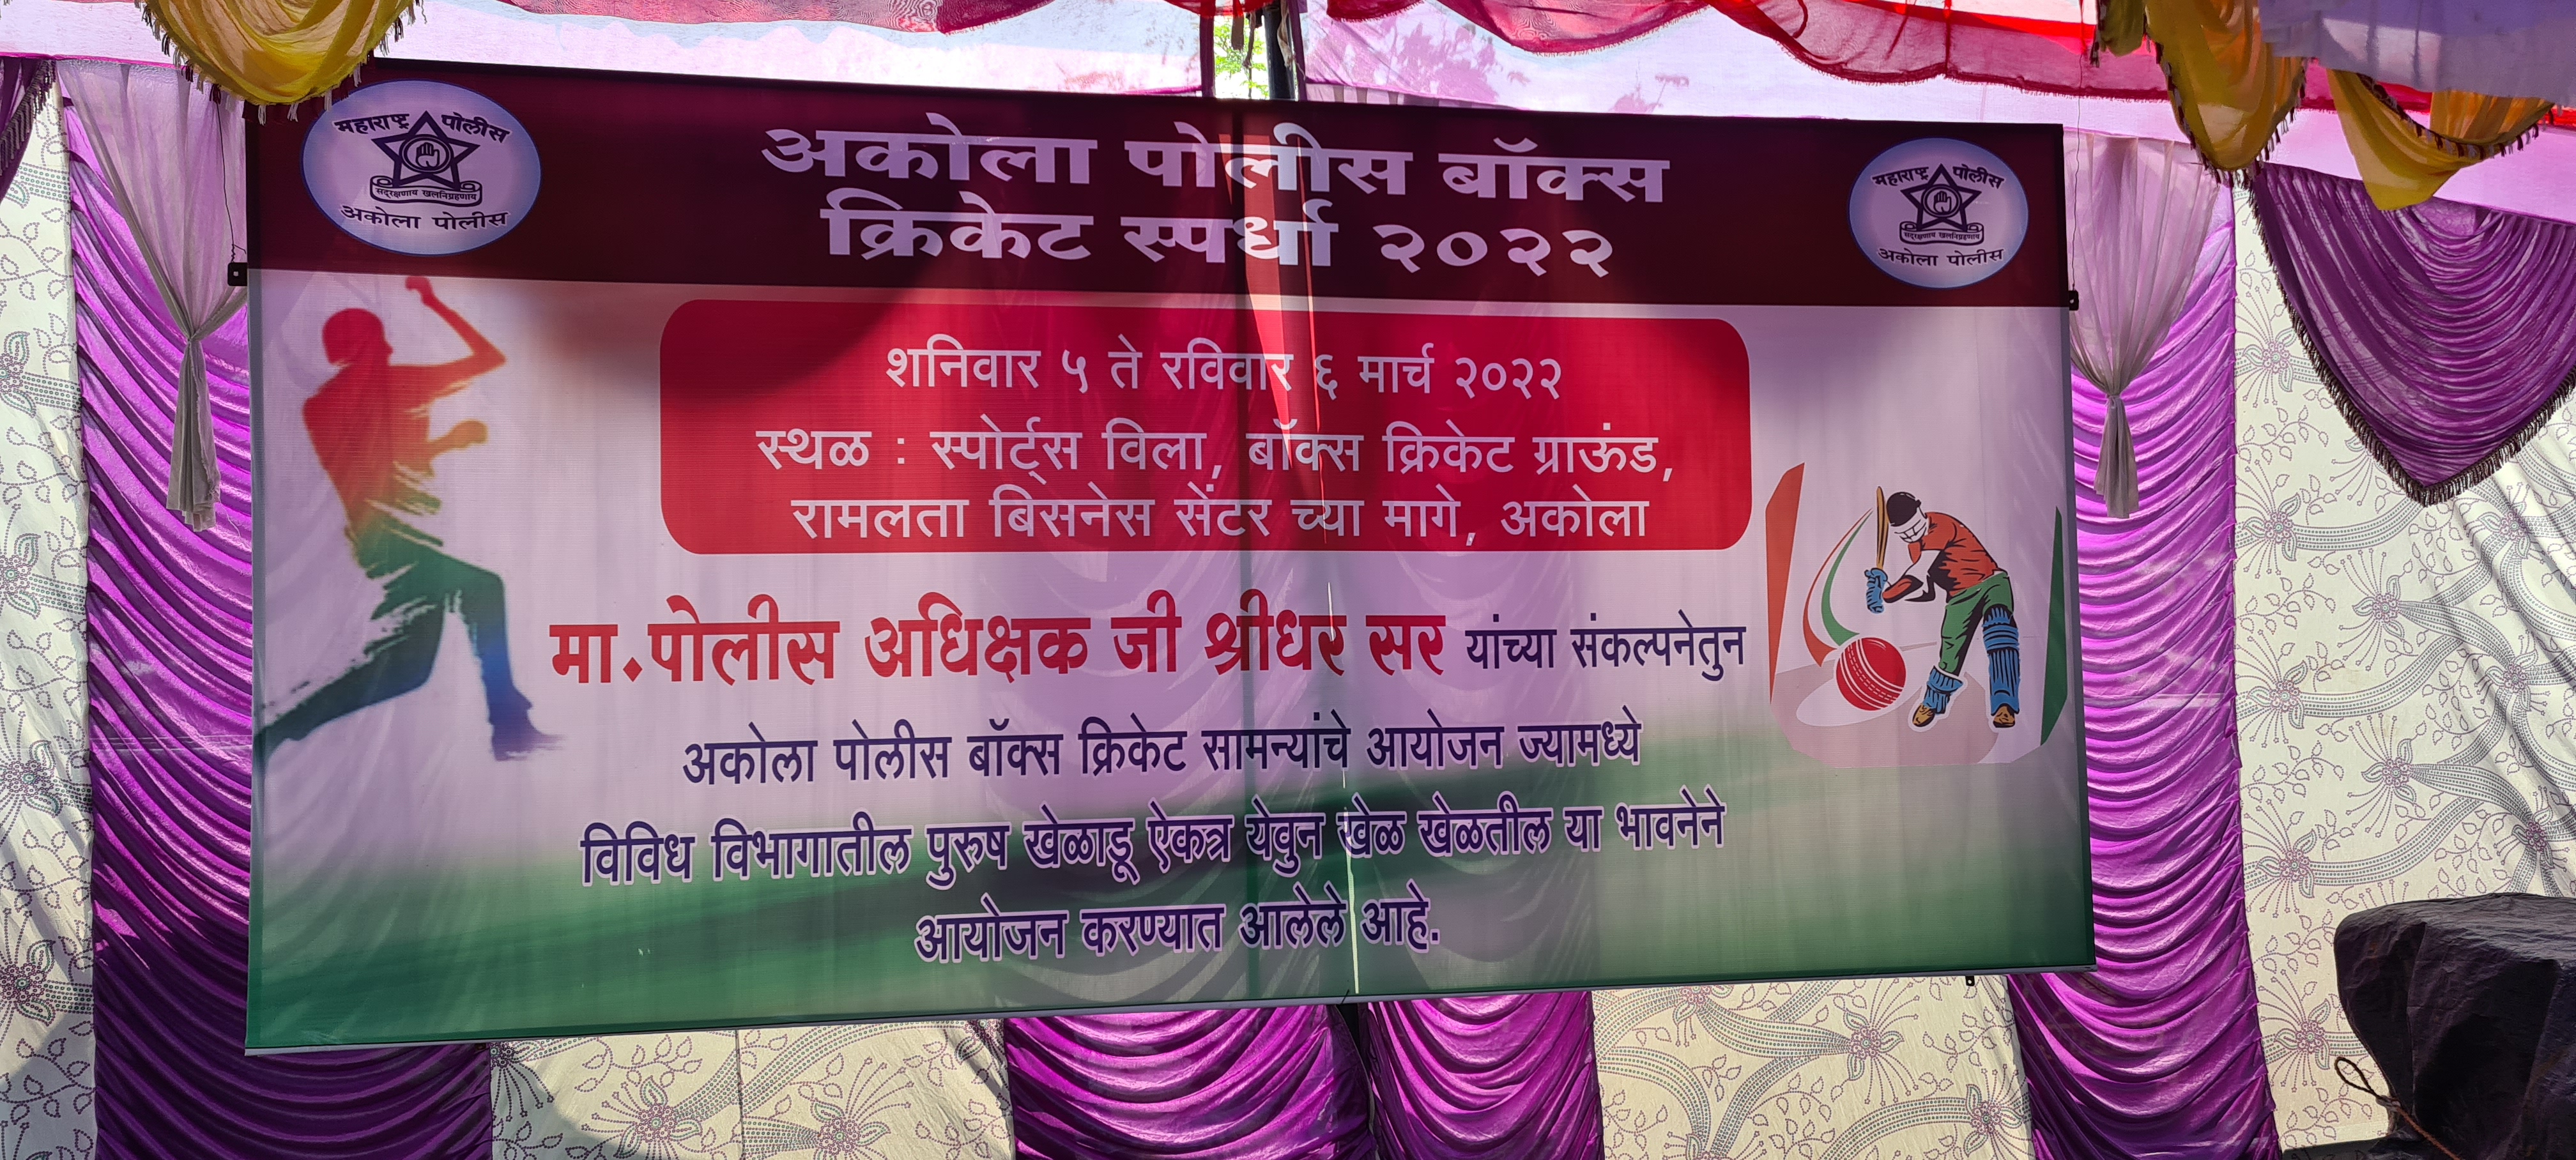 महाराष्ट्र पोलीस
सद्रक्षणाय खलनिग्रहणाय
अकोला पोलीस
अकोला पोलीस बॉक्स
क्रिकेट स्पर्धा २०२२
महाराष्ट्र पोलीस
सद्रक्षणाय खलनिग्रहणाय
अकोला पोलीस
शनिवार ५ ते रविवार ६ मार्च २०२२
स्थळ : स्पोर्ट्स विला, बॉक्स क्रिकेट ग्राऊंड,
रामलता बिसनेस सेंटर च्या मागे, अकोला
मा.पोलीस अधिक्षक जी श्रीधर सर यांच्या संकल्पनेतुन
अकोला पोलीस बॉक्स क्रिकेट सामन्यांचे आयोजन ज्यामध्ये
विविध विभागातील पुरुष खेळाडू ऐकत्र येवुन खेळ खेळतील या भावनेने
आयोजन करण्यात आलेले आहे.